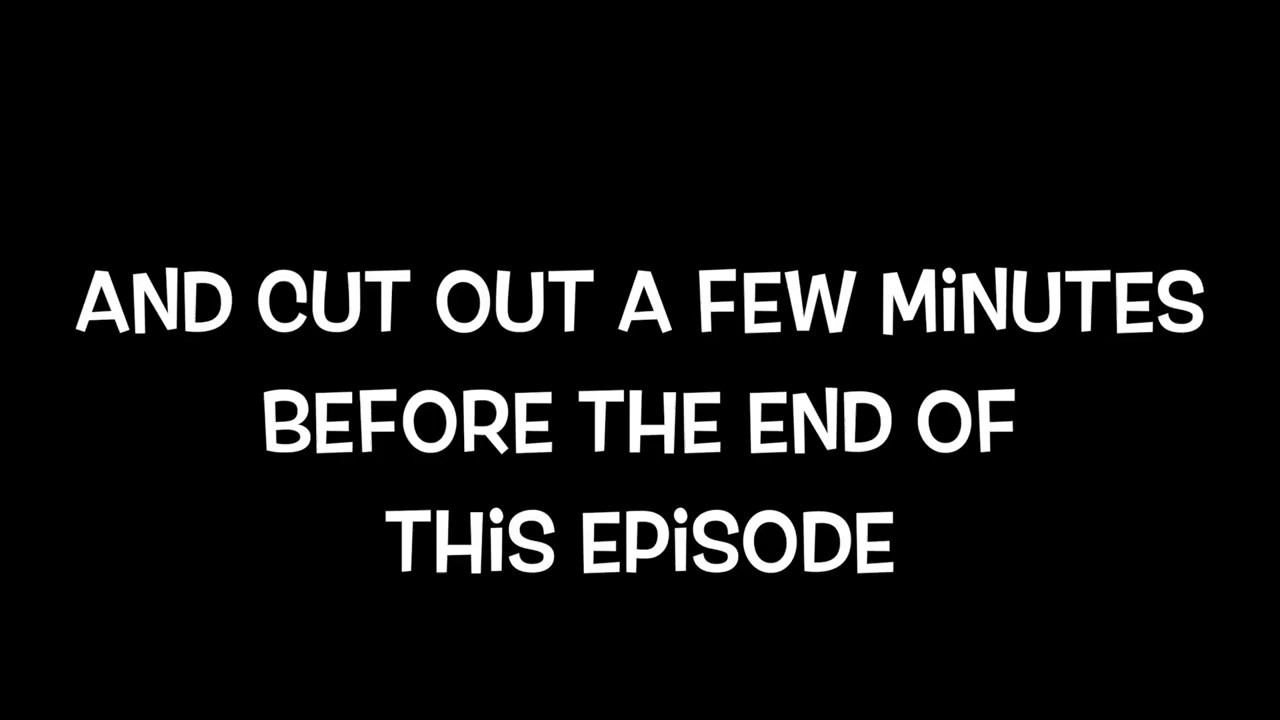 AND CUT OUT A FEW MiNUTES
BEFORE THE END OF
THiS EPiSODE